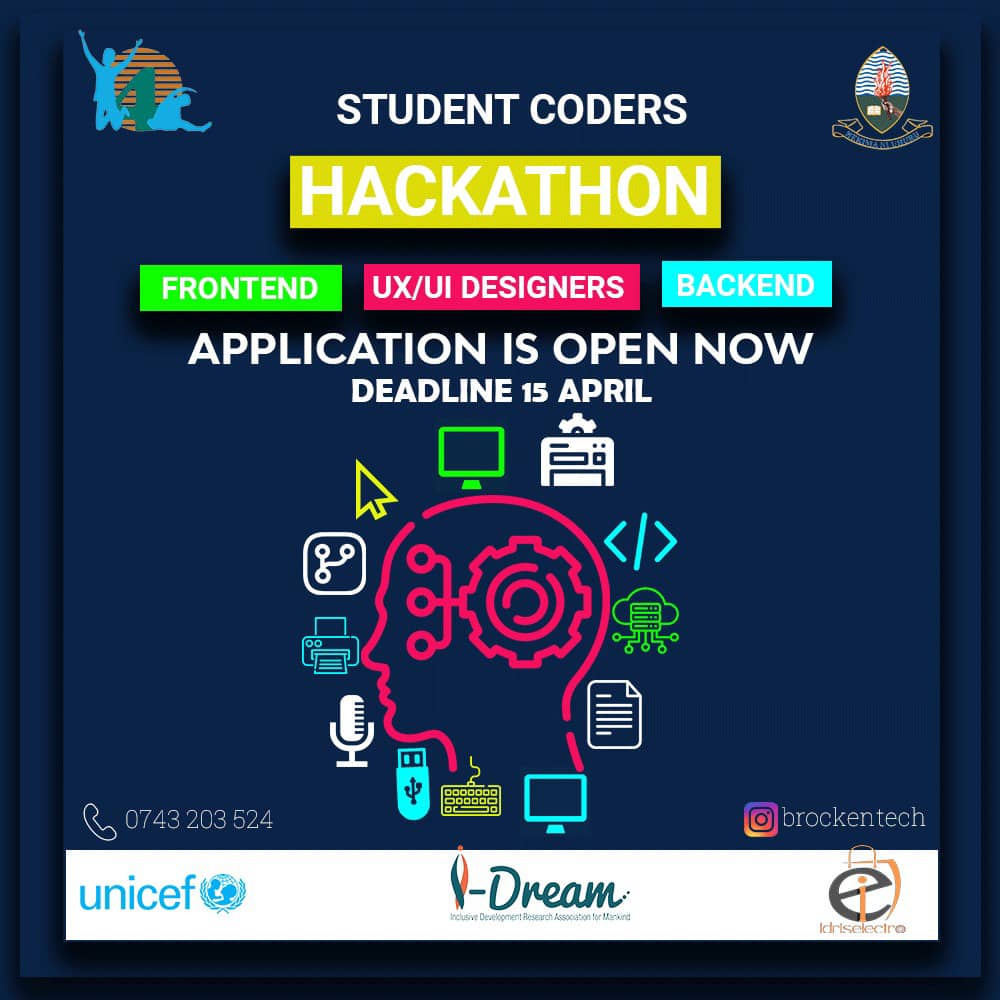 STUDENT CODERS
HACKATHON
FRONTEND
UX/UI DESIGNERS
BACKEND
APPLICATION IS OPEN NOW
DEADLINE 15 APRIL
0743 203 524
brockentech
unicef
I-Dream
Inclusive Development Research Association for Mankind
Idriselectro